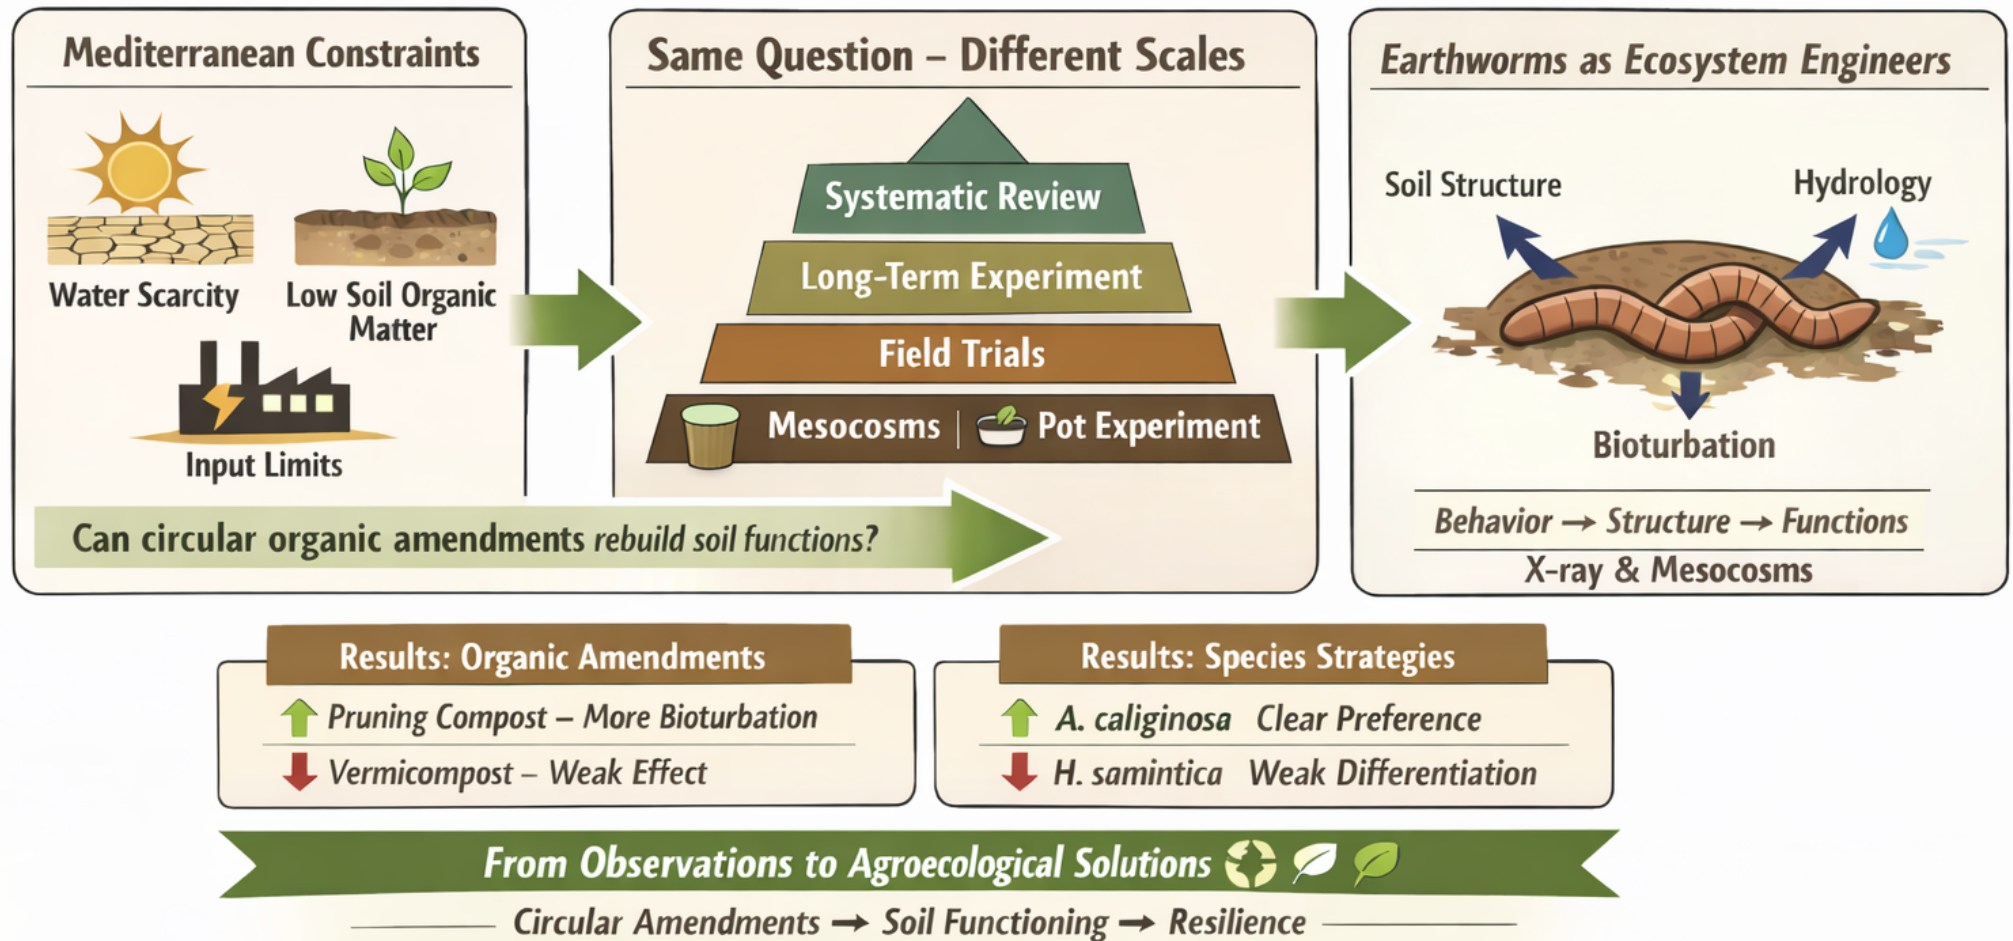 Mediterranean Constraints
Water Scarcity
Low Soil Organic
Matter
Input Limits
Same Question – Different Scales
Systematic Review
Long-Term Experiment
Field Trials
Mesocosms | Pot Experiment
Can circular organic amendments rebuild soil functions?
Earthworms as Ecosystem Engineers
Soil Structure
Hydrology
Bioturbation
Behavior → Structure → Functions
X-ray & Mesocosms
Results: Organic Amendments
Pruning Compost – More Bioturbation
Vermicompost – Weak Effect
Results: Species Strategies
A. caliginosa Clear Preference
H. samintica Weak Differentiation
From Observations to Agroecological Solutions
Circular Amendments → Soil Functioning → Resilience